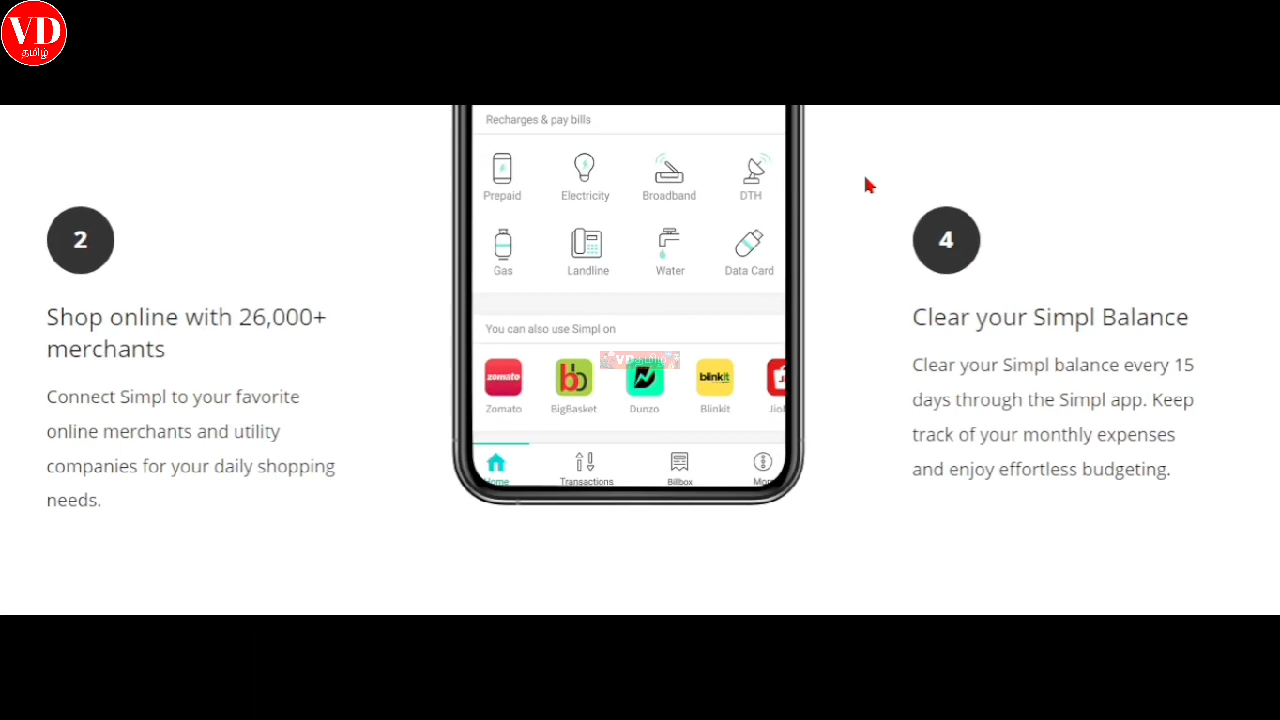 VD
தமிழ்
Recharges & pay bills
Prepaid
Electricity
Broadband
DTH
Gas
Landline
Water
Data Card
You can also use Simpl on
zomato
bb
blinkit
Zomato
BigBasket
Dunzo
Blinkit
Home
Transactions
Billbox
2
Shop online with 26,000+
merchants
Connect Simpl to your favorite
online merchants and utility
companies for your daily shopping
needs.
4
Clear your Simpl Balance
Clear your Simpl balance every 15
days through the Simpl app. Keep
track of your monthly expenses
and enjoy effortless budgeting.